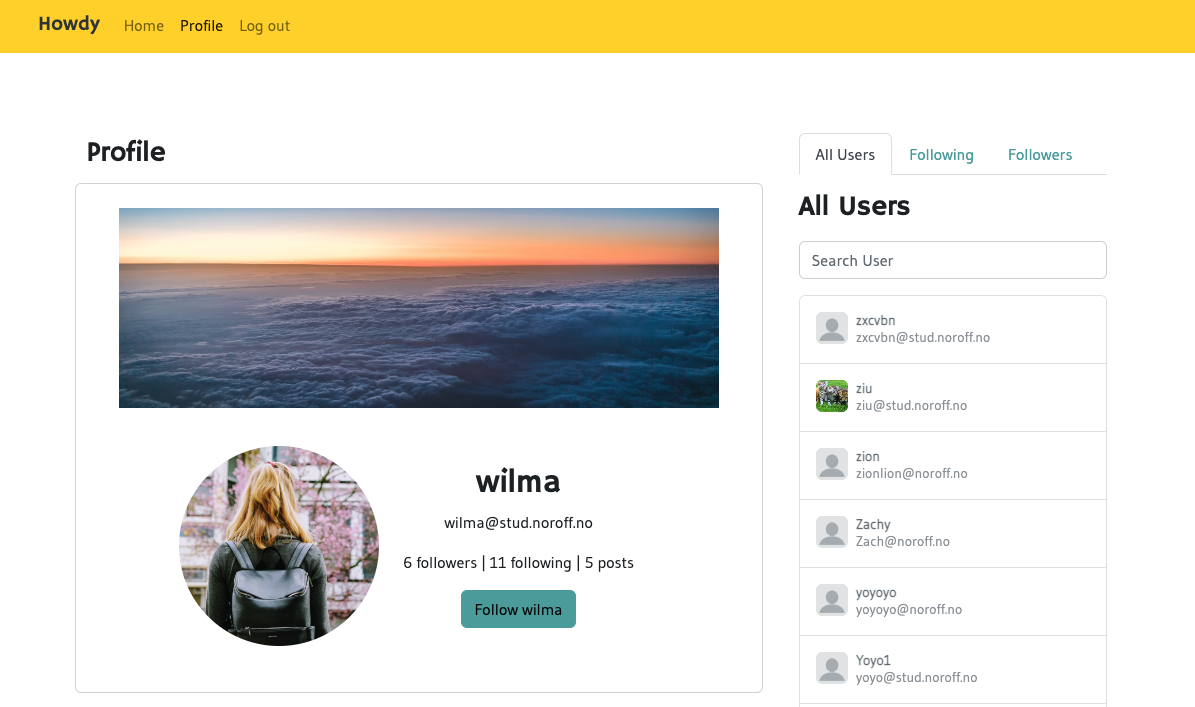 Howdy Home Profile Log out
Profile
wilma
wilma@stud.noroff.no
6 followers | 11 following | 5 posts
Follow wilma
All Users Following Followers
All Users
Search User
zxcvbn
zxcvbn@stud.noroff.no
ziu
ziu@stud.noroff.no
zion
zionlion@noroff.no
Zachy
Zach@noroff.no
yoyoyo
yoyoyo@noroff.no
Yoyo1
yoyo@stud.noroff.no